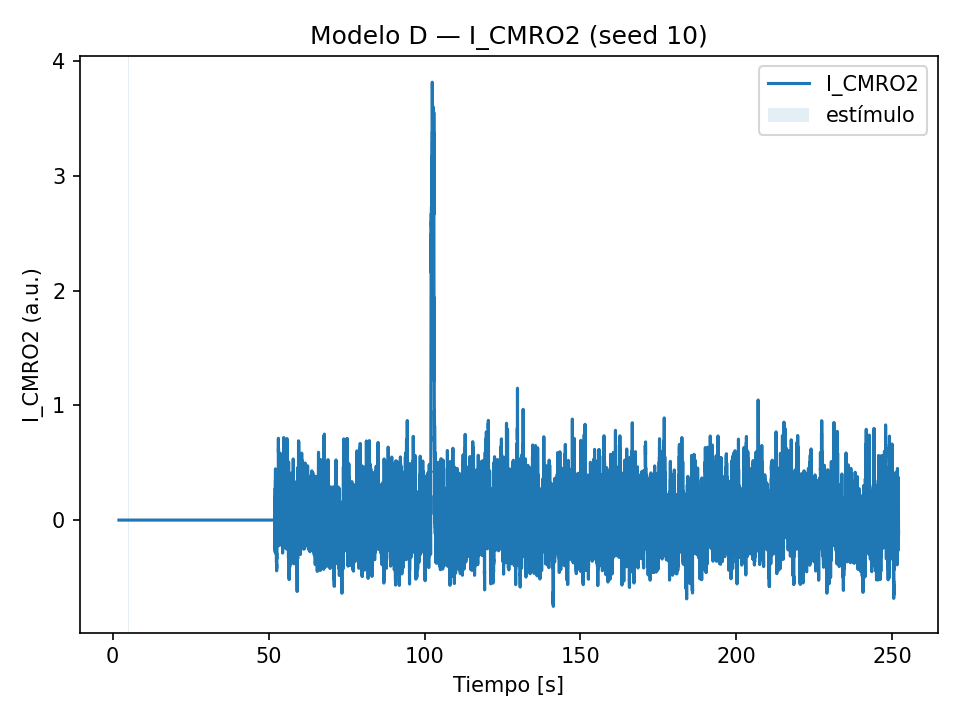 Modelo D — I_CMRO2 (seed 10)
I_CMRO2
estímulo
I_CMRO2 (a.u.)
4
3
2
1
0
0 50 100 150 200 250
Tiempo [s]